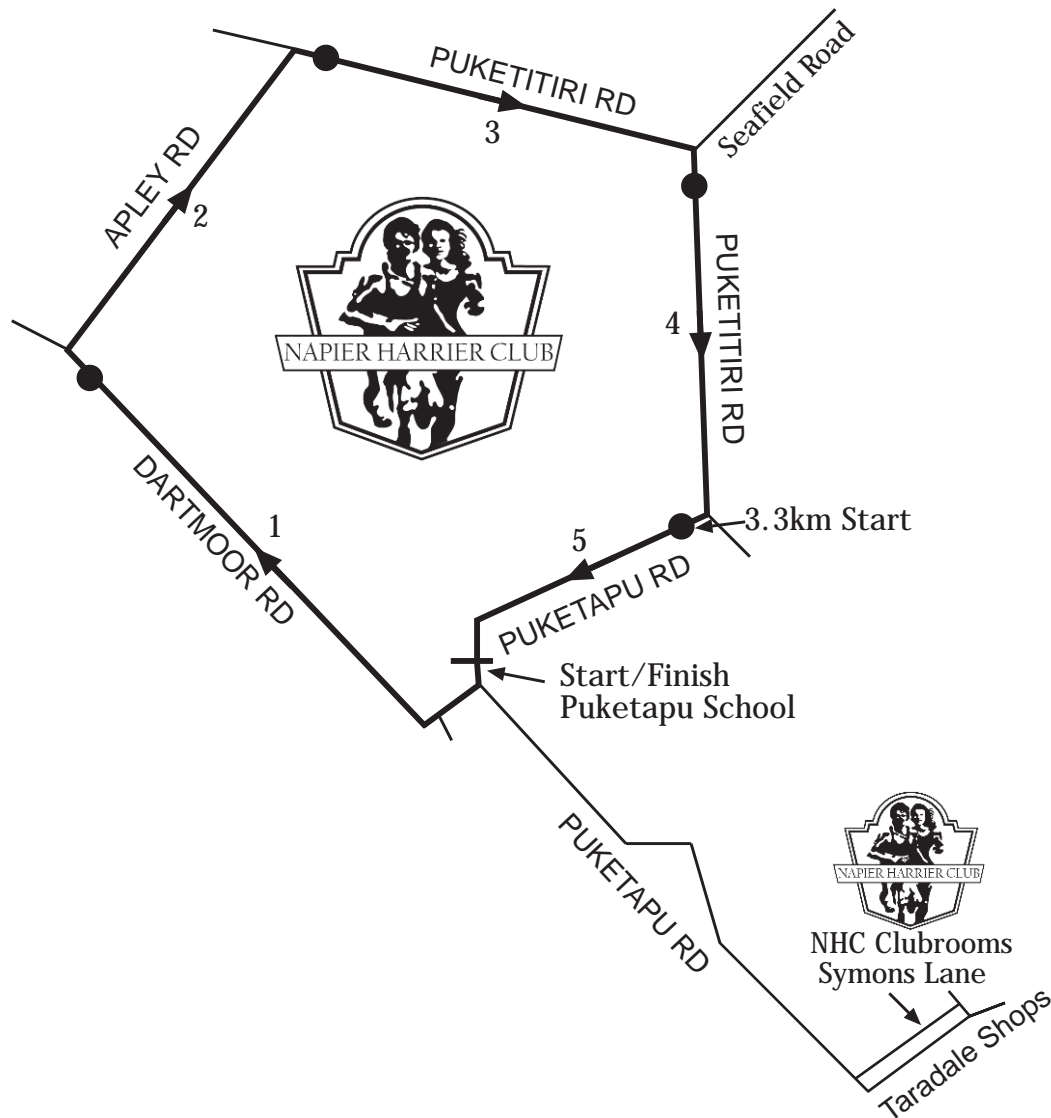 PUKETITIRI RD
3
Seafield Road
APLEY RD
2
NAPIER HARRIER CLUB
PUKETITIRI RD
4
DARTMOOR RD
1
3.3km Start
5
PUKETAPU RD
Start/Finish
Puketapu School
PUKETAPU RD
NAPIER HARRIER CLUB
NHC Clubrooms
Symons Lane
Taradale Shops